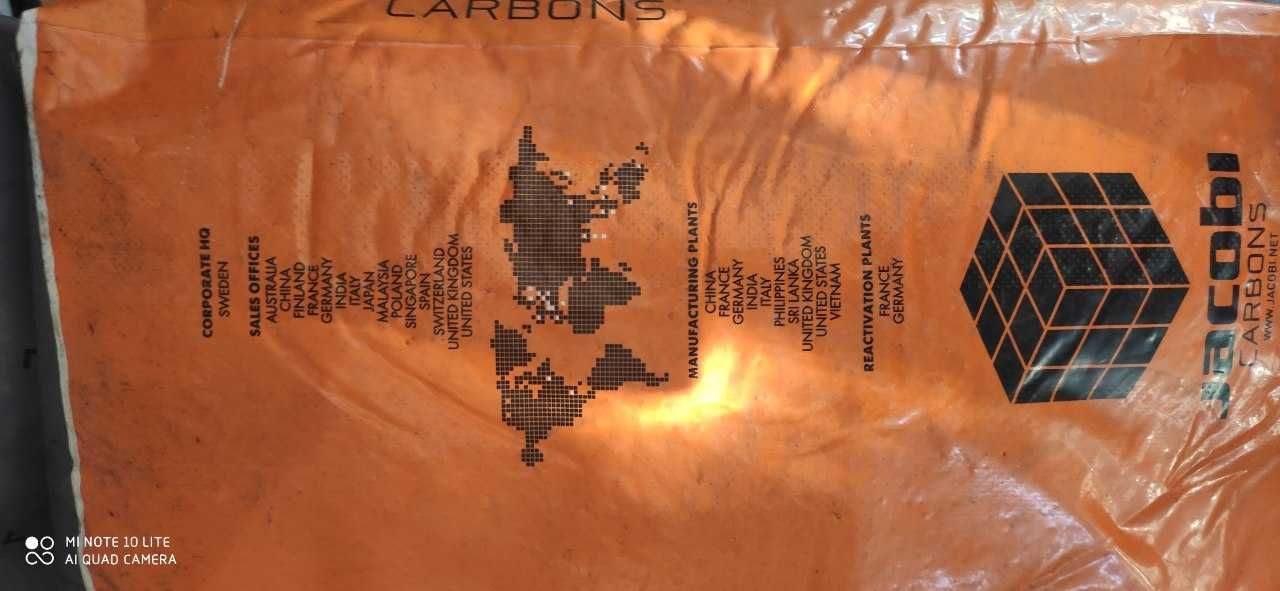 CARBONS
CORPORATE HQ
SWEDEN
SALES OFFICES
AUSTRALIA
CHINA
FINLAND
FRANCE
GERMANY
INDIA
ITALY
JAPAN
MALAYSIA
POLAND
SINGAPORE
SPAIN
SWITZERLAND
UNITED KINGDOM
UNITED STATES
MANUFACTURING PLANTS
CHINA
FRANCE
GERMANY
INDIA
ITALY
PHILIPPINES
SRI LANKA
UNITED KINGDOM
UNITED STATES
VIETNAM
REACTIVATION PLANTS
FRANCE
GERMANY
Jacobi
CARBONS
WWW.JACOBI.NET
MI NOTE 10 LITE
AI QUAD CAMERA